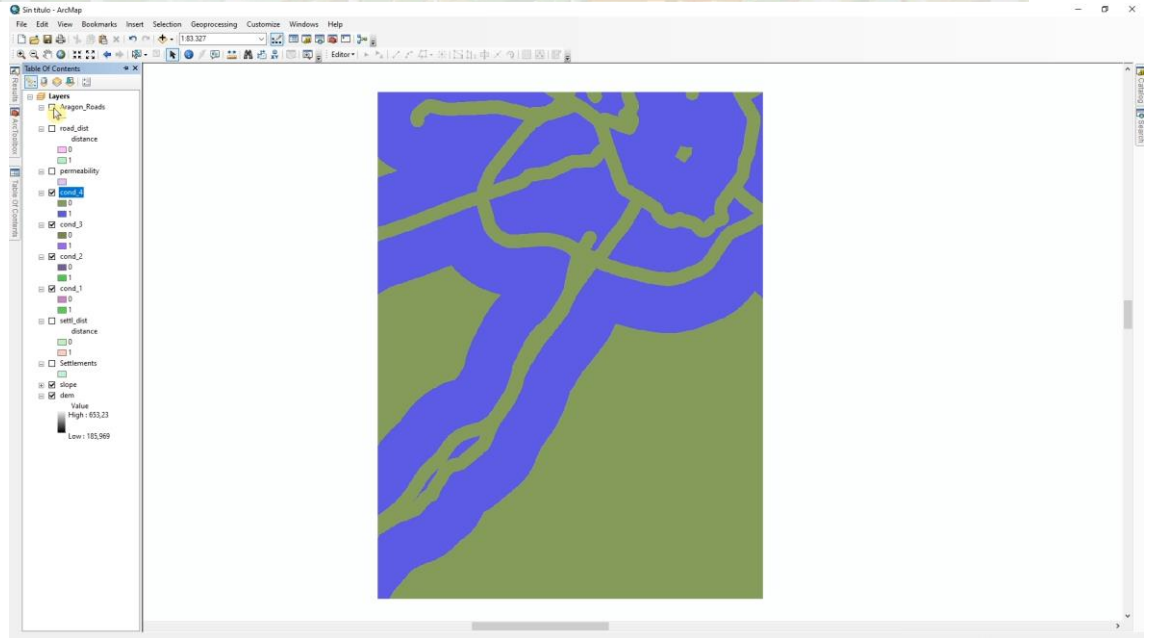 Sin título - ArcMap
File Edit View Bookmarks Insert Selection Geoprocessing Customize Windows Help
1:83.327
Editor
Table Of Contents
Layers
Aragon_Roads
road_dist
distance
0
1
permeability
cond_4
0
1
cond_3
0
1
cond_2
0
1
cond_1
0
1
settl_dist
distance
0
1
Settlements
slope
dem
Value
High : 653,23
Low : 185,969
Results
ArcToolbox
Table Of Contents
Catalog
Search